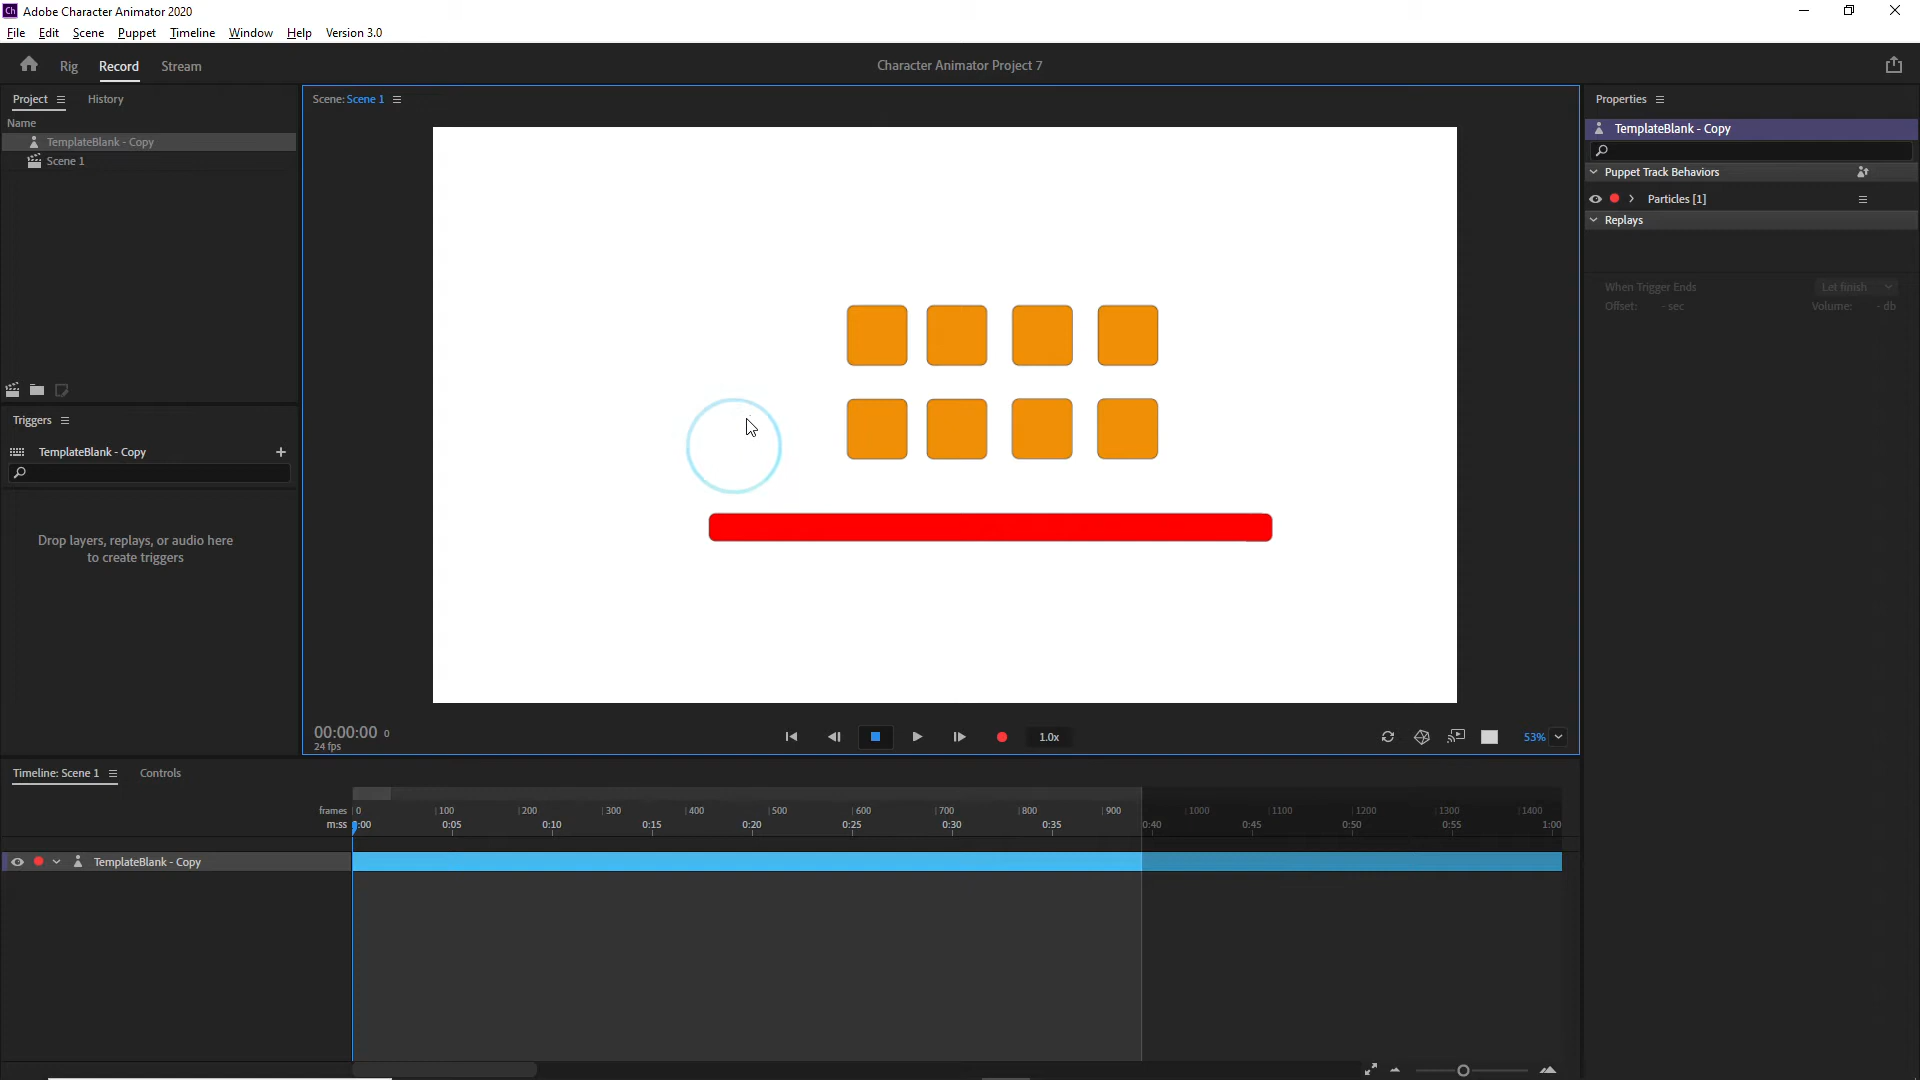 Ch Adobe Character Animator 2020
File Edit Scene Puppet Timeline Window Help Version 3.0
Rig Record Stream
Character Animator Project 7
Project History
Name
TemplateBlank - Copy
Scene 1
Triggers
TemplateBlank - Copy
Drop layers, replays, or audio here
to create triggers
Scene: Scene 1
00:00:00 0
24 fps
1.0x
53%
Properties
TemplateBlank - Copy
Puppet Track Behaviors
Particles [1]
Replays
When Trigger Ends Let finish
Offset: - sec Volume: - db
Timeline: Scene 1 Controls
frames 0 100 200 300 400 500 600 700 800 900 1000 1100 1200 1300 1400
m:ss 0:00 0:05 0:10 0:15 0:20 0:25 0:30 0:35 0:40 0:45 0:50 0:55 1:00
TemplateBlank - Copy